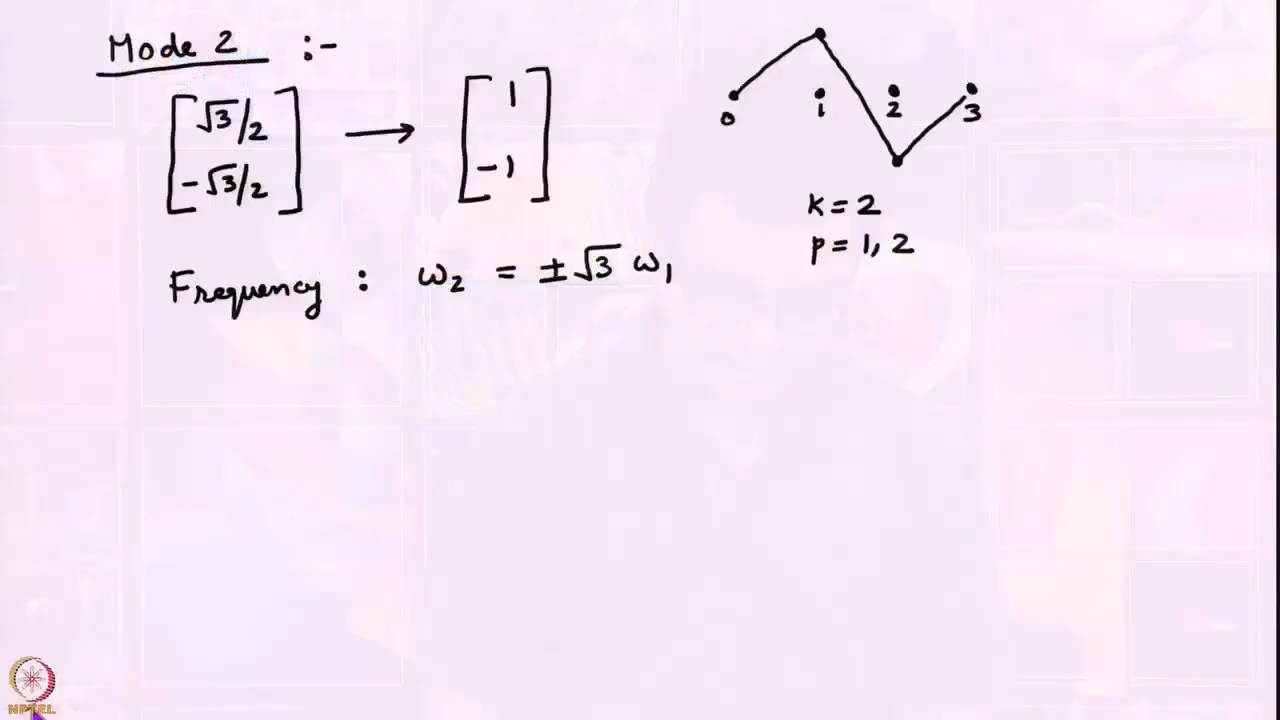 Mode 2 :-
[ √3/2
-√3/2 ] → [ 1
-1 ]
Frequency : ω₂ = ±√3 ω₁
0 1 2 3
k = 2
p = 1, 2
NPTEL